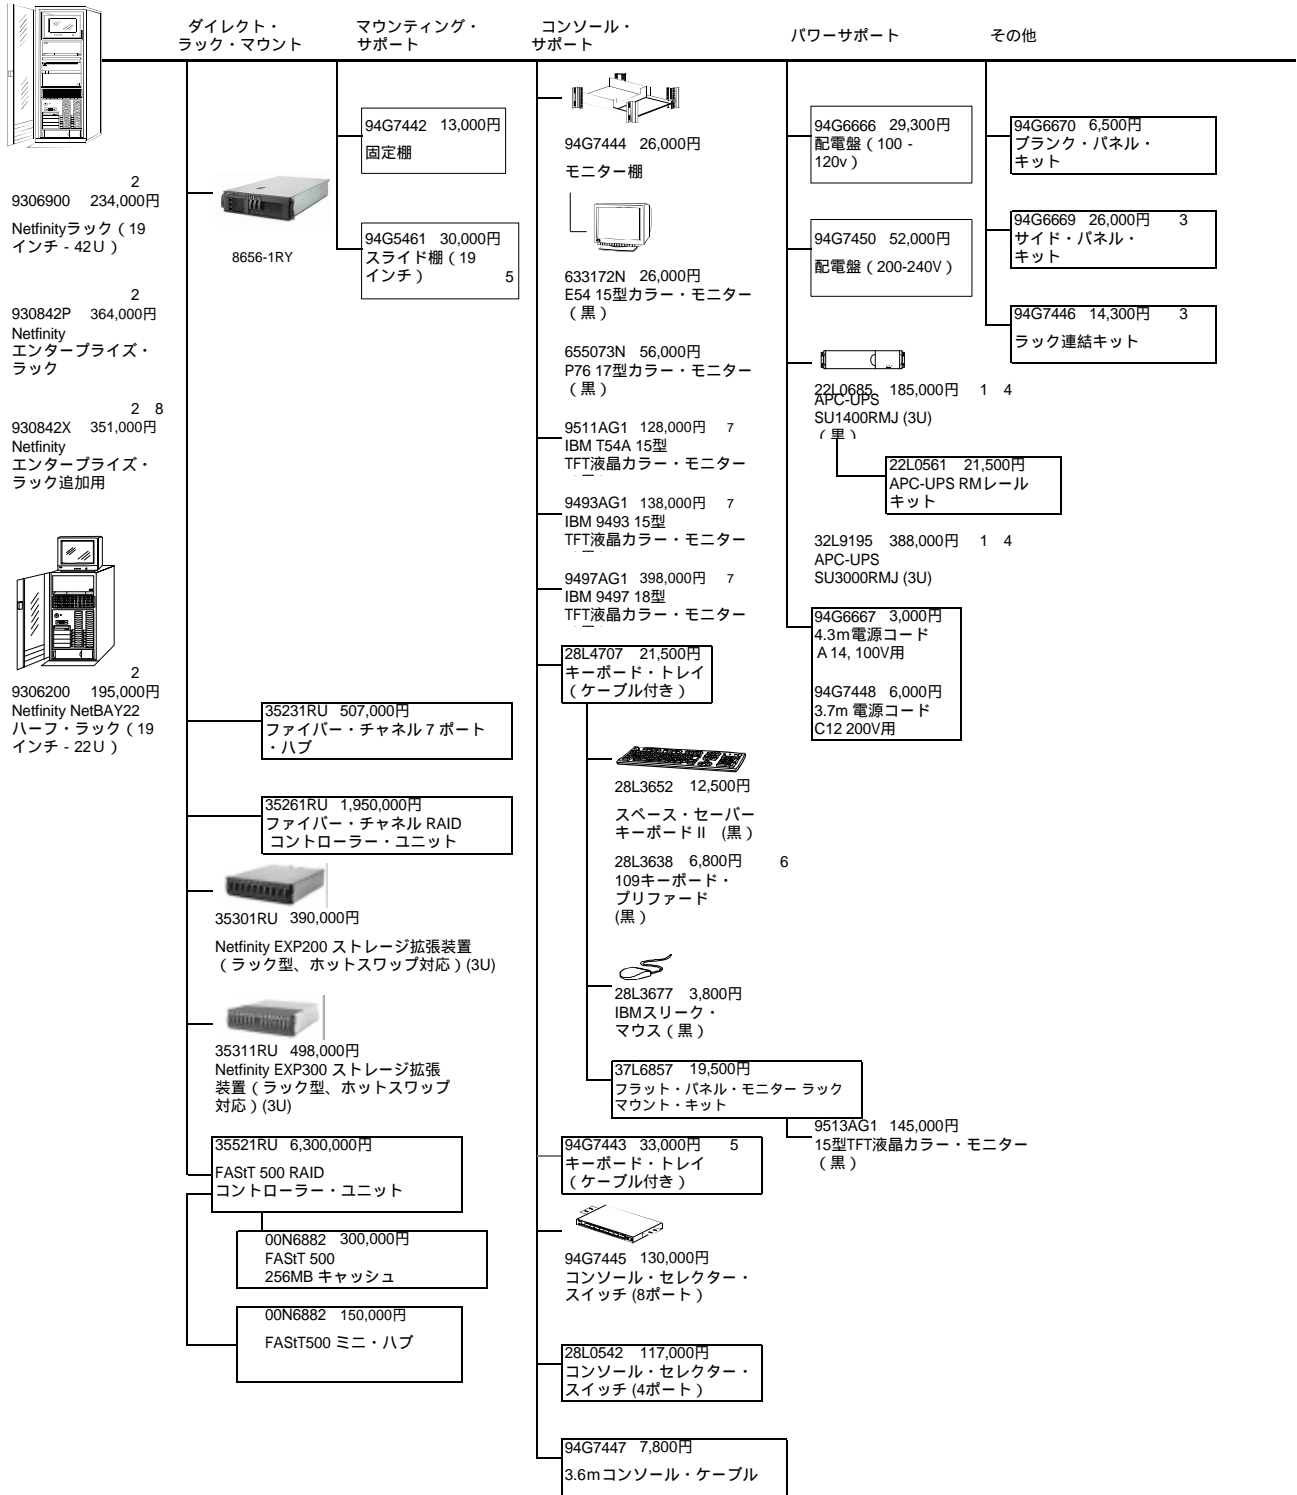 ダイレクト・
ラック・マウント
マウンティング・
サポート
コンソール・
サポート
パワーサポート
その他
2
9306900 234,000円
Netfinityラック（19
インチ - 42U）
2
930842P 364,000円
Netfinity
エンタープライズ・
ラック
2 8
930842X 351,000円
Netfinity
エンタープライズ・
ラック追加用
2
9306200 195,000円
Netfinity NetBAY22
ハーフ・ラック（19
インチ - 22U）
8656-1RY
35231RU 507,000円
ファイバー・チャネル７ポート
・ハブ
35261RU 1,950,000円
ファイバー・チャネル RAID
コントローラー・ユニット
35301RU 390,000円
Netfinity EXP200 ストレージ拡張装置
（ラック型、ホットスワップ対応）(3U)
35311RU 498,000円
Netfinity EXP300 ストレージ拡張
装置（ラック型、ホットスワップ
対応）(3U)
35521RU 6,300,000円
FAStT 500 RAID
コントローラー・ユニット
00N6882 300,000円
FAStT 500
256MB キャッシュ
00N6882 150,000円
FAStT500 ミニ・ハブ
94G7442 13,000円
固定棚
94G5461 30,000円
スライド棚（19
インチ） 5
94G7444 26,000円
モニター棚
633172N 26,000円
E54 15型カラー・モニター
（黒）
655073N 56,000円
P76 17型カラー・モニター
（黒）
9511AG1 128,000円 7
IBM T54A 15型
TFT液晶カラー・モニター
9493AG1 138,000円 7
IBM 9493 15型
TFT液晶カラー・モニター
9497AG1 398,000円 7
IBM 9497 18型
TFT液晶カラー・モニター
28L4707 21,500円
キーボード・トレイ
（ケーブル付き）
28L3652 12,500円
スペース・セーバー
キーボードⅡ (黒）
28L3638 6,800円 6
109キーボード・
プリファード
(黒）
28L3677 3,800円
IBMスリーク・
マウス（黒）
37L6857 19,500円
フラット・パネル・モニター ラック
マウント・キット
9513AG1 145,000円
15型TFT液晶カラー・モニター
（黒）
94G7443 33,000円 5
キーボード・トレイ
（ケーブル付き）
94G7445 130,000円
コンソール・セレクター・
スイッチ (8ポート）
28L0542 117,000円
コンソール・セレクター・
スイッチ (4ポート）
94G7447 7,800円
3.6mコンソール・ケーブル
94G6666 29,300円
配電盤（100 -
120v）
94G7450 52,000円
配電盤（200-240V）
22L0685 185,000円 1 4
APC-UPS
SU1400RMJ (3U)
（黒）
22L0561 21,500円
APC-UPS RMレール
キット
32L9195 388,000円 1 4
APC-UPS
SU3000RMJ (3U)
94G6667 3,000円
4.3m電源コード
A 14, 100V用
94G7448 6,000円
3.7m 電源コード
C12 200V用
94G6670 6,500円
ブランク・パネル・
キット
94G6669 26,000円 3
サイド・パネル・
キット
94G7446 14,300円 3
ラック連結キット